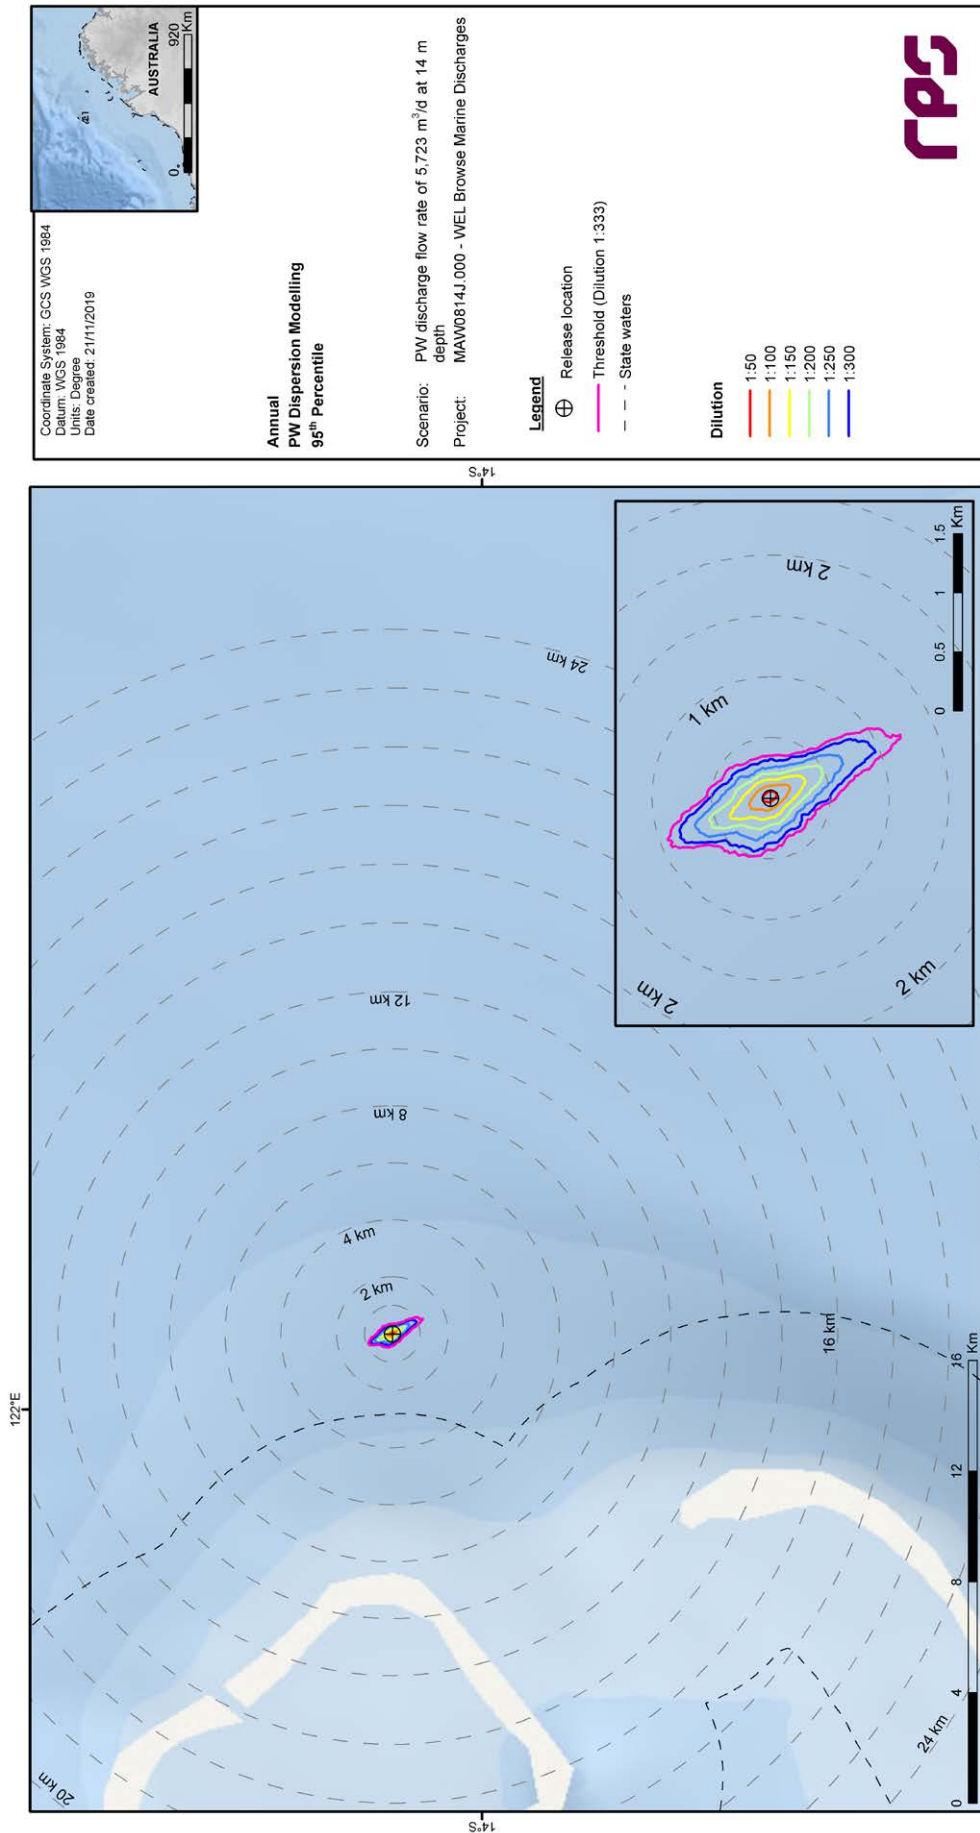 Coordinate System: GCS WGS 1984
Datum: WGS 1984
Units: Degree
Date created: 21/11/2019
AUSTRALIA
0 920
Km
Annual
PW Dispersion Modelling
95th Percentile
Scenario: PW discharge flow rate of 5,723 m³/d at 14 m
depth
Project: MAW0814J.000 - WEL Browse Marine Discharges
Legend
Release location
Threshold (Dilution 1:333)
State waters
Dilution
1:50
1:100
1:150
1:200
1:250
1:300
rps
122°E
14°S
14°S
20 km
2 km
4 km
8 km
12 km
24 km
16 km
24 km
0 4 8 12 16
Km
1 km
2 km
2 km
2 km
0 0.5 1 1.5
Km